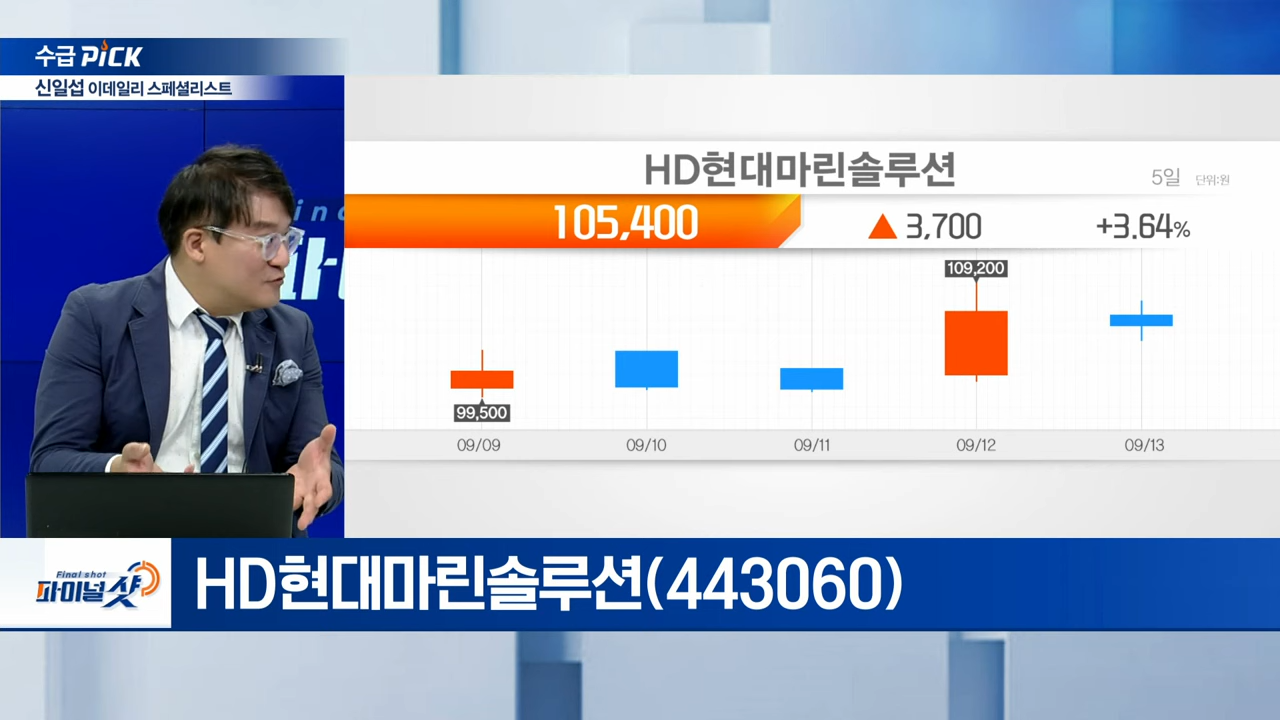 수급 PiCK
신일섭 이데일리 스페셜리스트
HD현대마린솔루션
5일 단위:원
105,400 ▲ 3,700 +3.64%
109,200
99,500
09/09 09/10 09/11 09/12 09/13
Final shot
파이널샷
HD현대마린솔루션(443060)